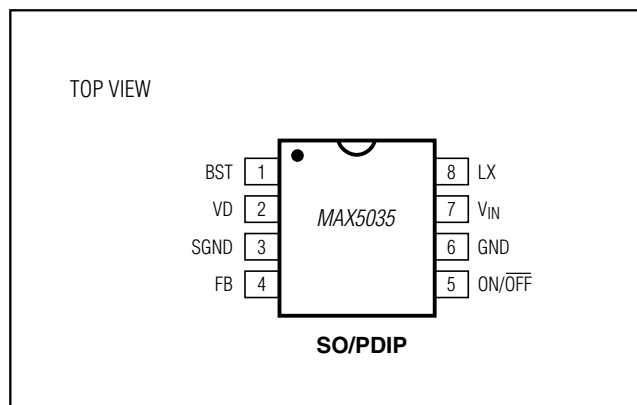 TOP VIEW
BST 1
VD 2
SGND 3
FB 4
MAX5035
8 LX
7 VIN
6 GND
5 ON/OFF
SO/PDIP